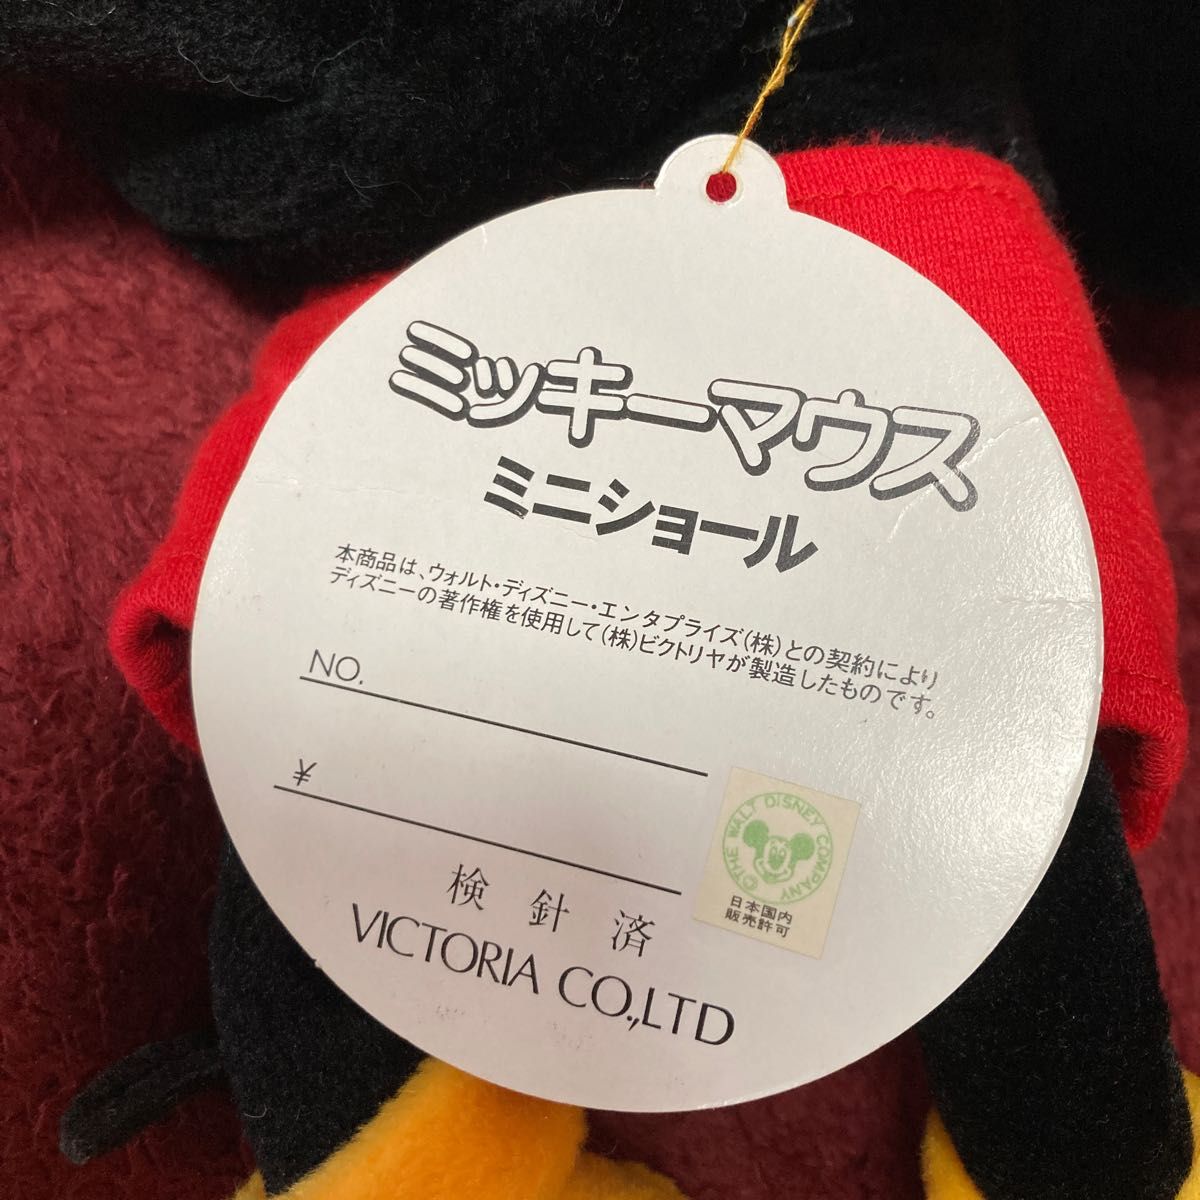 ミッキーマウス
ミニショール
本商品は、ウォルト・ディズニー・エンタプライズ(株)との契約により
ディズニーの著作権を使用して(株)ビクトリヤが製造したものです。
NO.
¥
©THE WALT DISNEY COMPANY
日本国内
販売許可
検針済
VICTORIA CO.,LTD